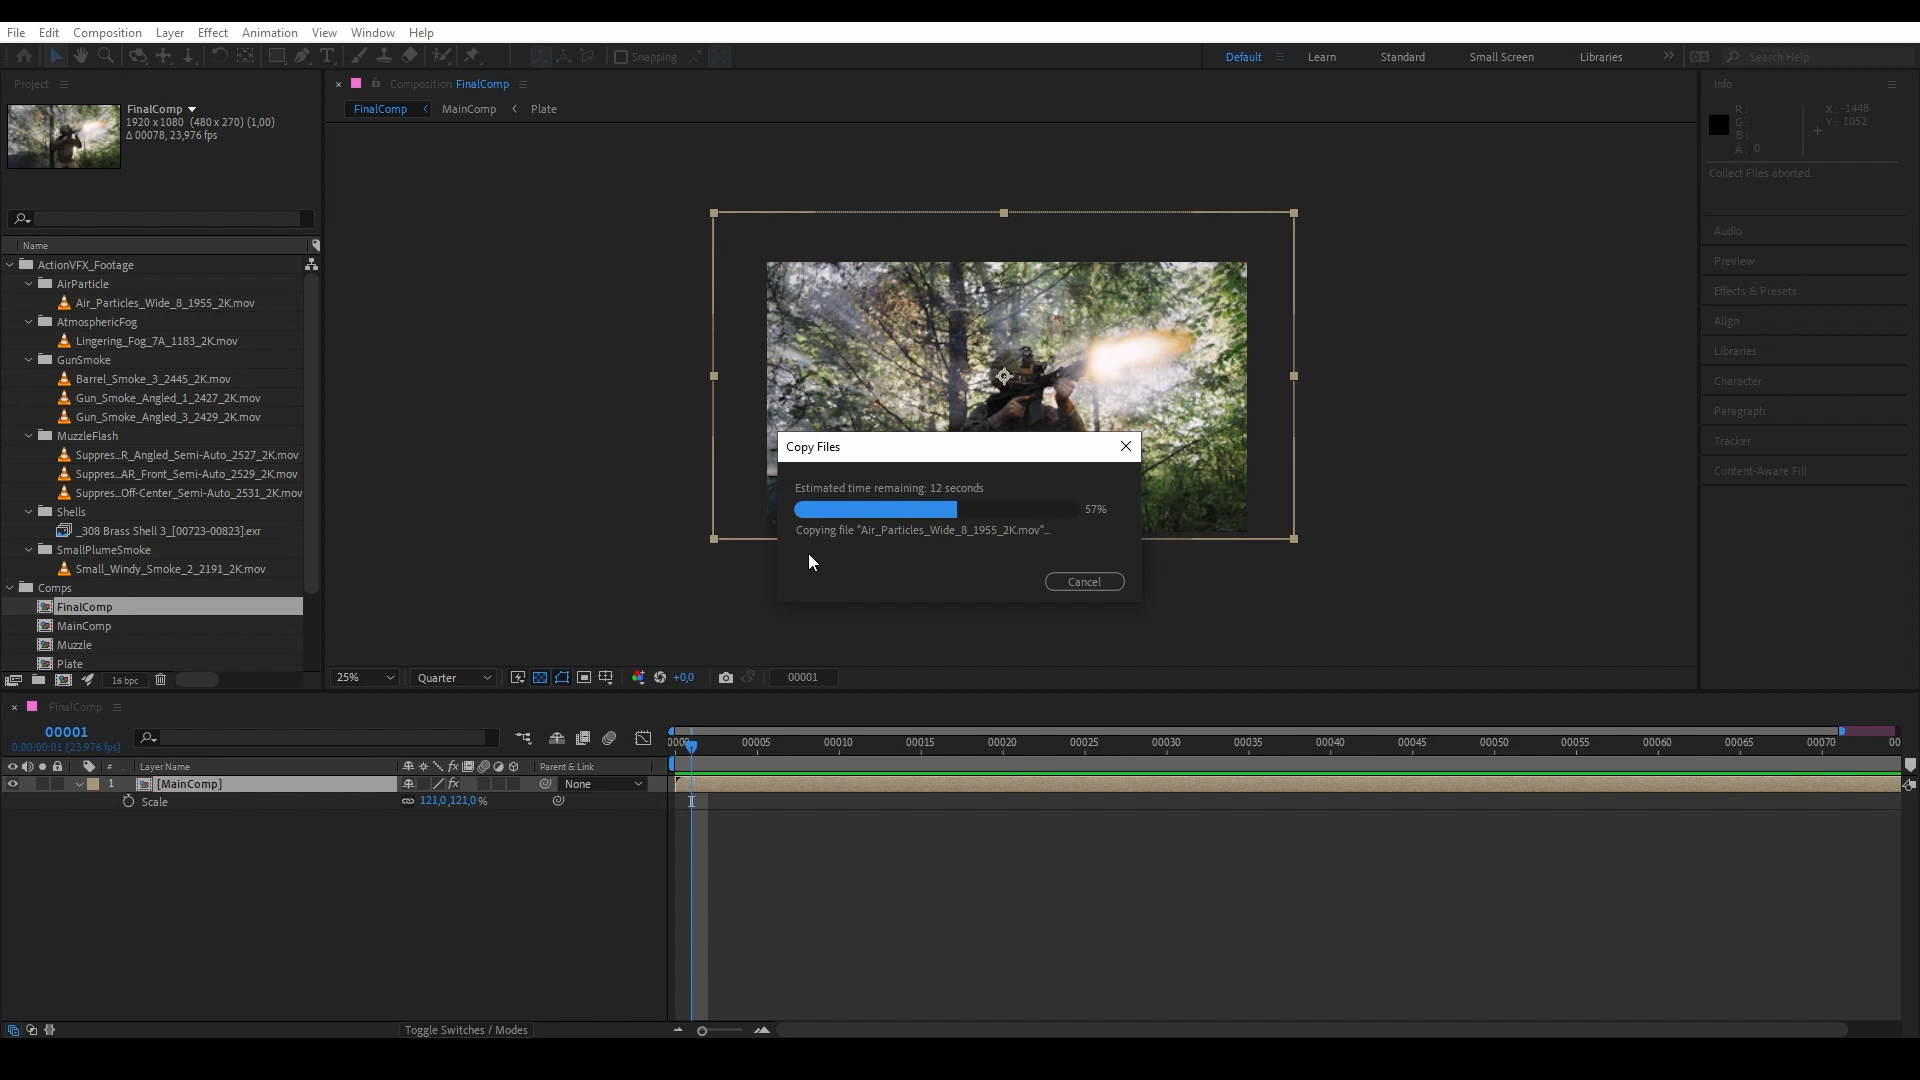 File Edit Composition Layer Effect Animation View Window Help
Snapping
Default Learn Standard Small Screen Libraries Search Help
Project
FinalComp
1920 x 1080 (480 x 270) (1,00)
Δ 00078, 23,976 fps
Composition FinalComp
FinalComp MainComp Plate
Name
ActionVFX_Footage
AirParticle
Air_Particles_Wide_8_1955_2K.mov
AtmosphericFog
Lingering_Fog_7A_1183_2K.mov
GunSmoke
Barrel_Smoke_3_2445_2K.mov
Gun_Smoke_Angled_1_2427_2K.mov
Gun_Smoke_Angled_3_2429_2K.mov
MuzzleFlash
Suppres...R_Angled_Semi-Auto_2527_2K.mov
Suppres...AR_Front_Semi-Auto_2529_2K.mov
Suppres...Off-Center_Semi-Auto_2531_2K.mov
Shells
_308 Brass Shell 3_[00723-00823].exr
SmallPlumeSmoke
Small_Windy_Smoke_2_2191_2K.mov
Comps
FinalComp
MainComp
Muzzle
Plate
16 bpc
Copy Files
Estimated time remaining: 12 seconds
57%
Copying file "Air_Particles_Wide_8_1955_2K.mov"...
Cancel
25% Quarter +0,0 00001
Info
R :
G :
B :
A : 0
X : -1448
Y : 1052
Collect Files aborted.
Audio
Preview
Effects & Presets
Align
Libraries
Character
Paragraph
Tracker
Content-Aware Fill
FinalComp
00001
0:00:00:01 (23.976 fps)
0000 00005 00010 00015 00020 00025 00030 00035 00040 00045 00050 00055 00060 00065 00070 00
# Layer Name fx Parent & Link
1 [MainComp] fx None
Scale 121,0,121,0 %
Toggle Switches / Modes